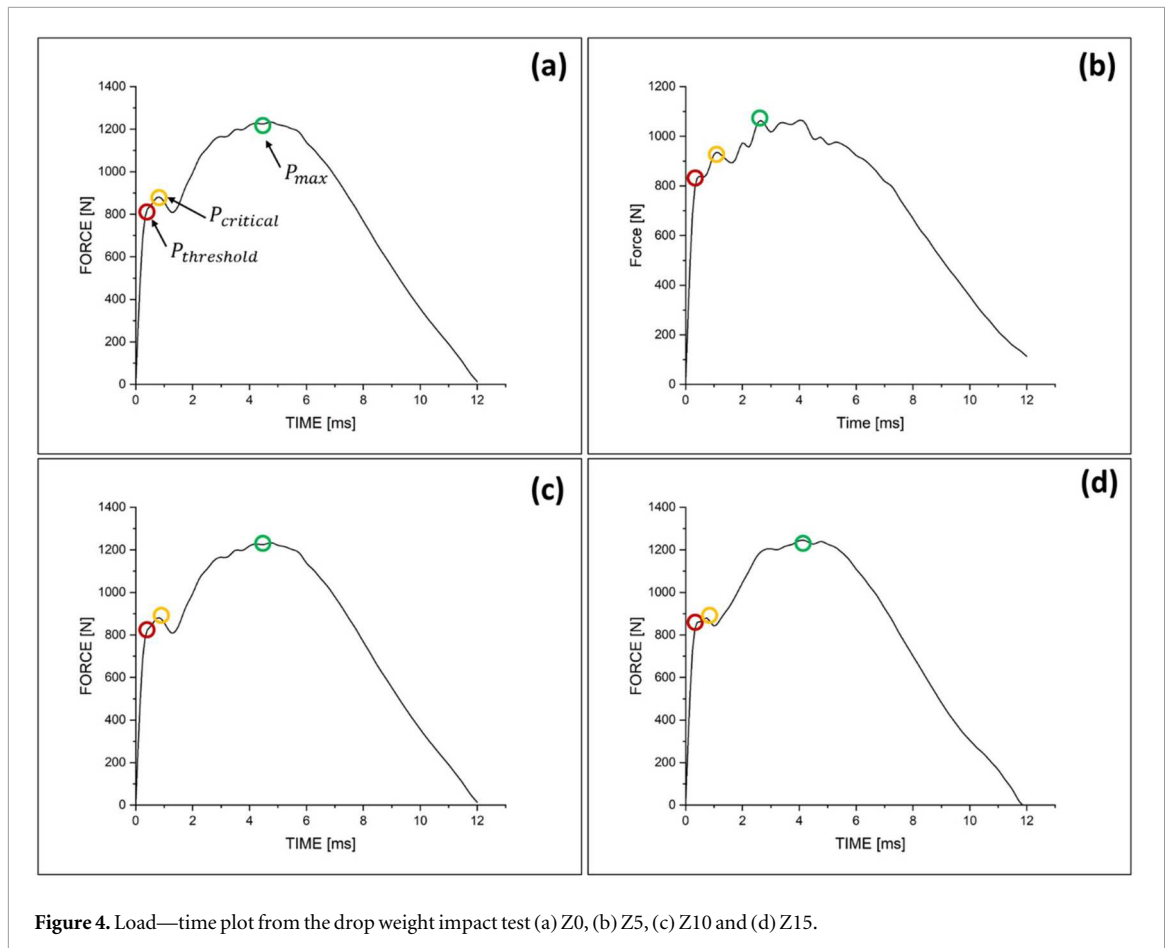 (a)
1400
1200
1000
800
600
400
200
0
FORCE [N]
P_max
P_critical
P_threshold
0 2 4 6 8 10 12
TIME [ms]
(b)
1200
1000
800
600
400
200
0
Force [N]
0 2 4 6 8 10 12
Time [ms]
(c)
1400
1200
1000
800
600
400
200
0
FORCE [N]
0 2 4 6 8 10 12
TIME [ms]
(d)
1400
1200
1000
800
600
400
200
0
FORCE [N]
0 2 4 6 8 10 12
TIME [ms]
Figure 4. Load—time plot from the drop weight impact test (a) Z0, (b) Z5, (c) Z10 and (d) Z15.